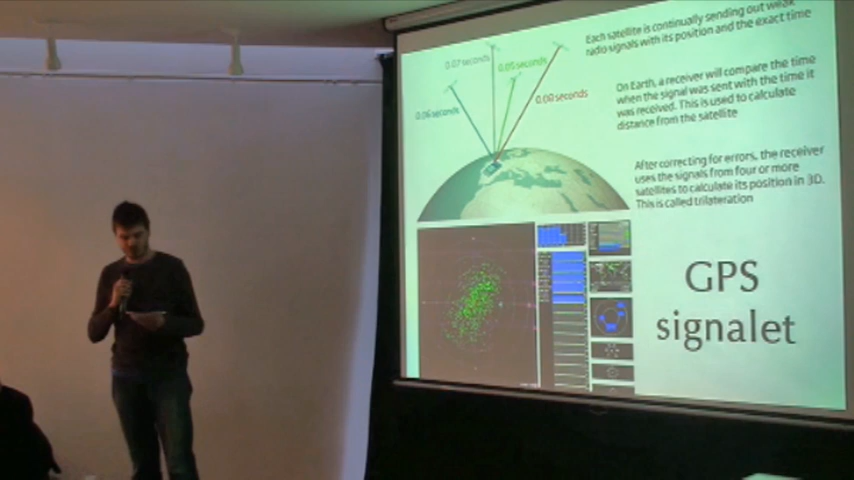 Each satellite is continually sending out weak
radio signals with its position and the exact time
0.07 seconds
0.05 seconds
0.06 seconds
0.09 seconds
On Earth, a receiver will compare the time
when the signal was sent with the time it
was received. This is used to calculate
distance from the satellite
After correcting for errors, the receiver
uses the signals from four or more
satellites to calculate its position in 3D.
This is called trilateration
GPS
signalet